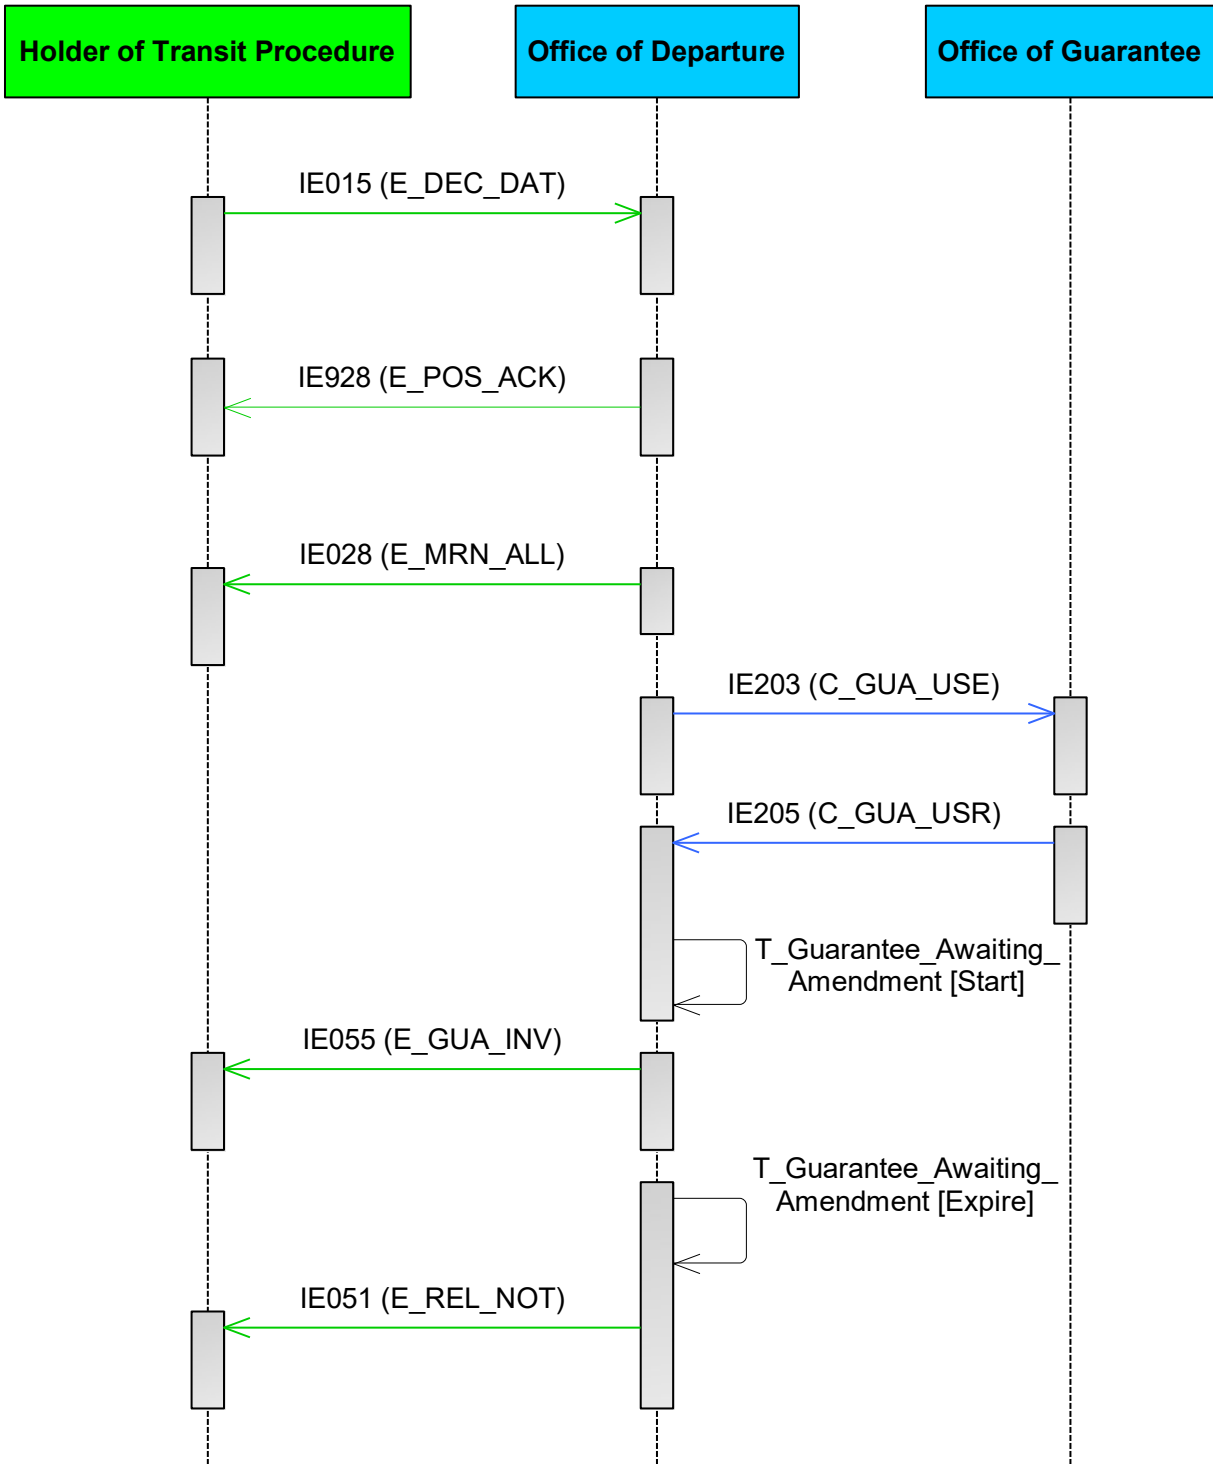 Holder of Transit Procedure
Office of Departure
Office of Guarantee
IE015 (E_DEC_DAT)
IE928 (E_POS_ACK)
IE028 (E_MRN_ALL)
IE203 (C_GUA_USE)
IE205 (C_GUA_USR)
T_Guarantee_Awaiting_
Amendment [Start]
IE055 (E_GUA_INV)
T_Guarantee_Awaiting_
Amendment [Expire]
IE051 (E_REL_NOT)